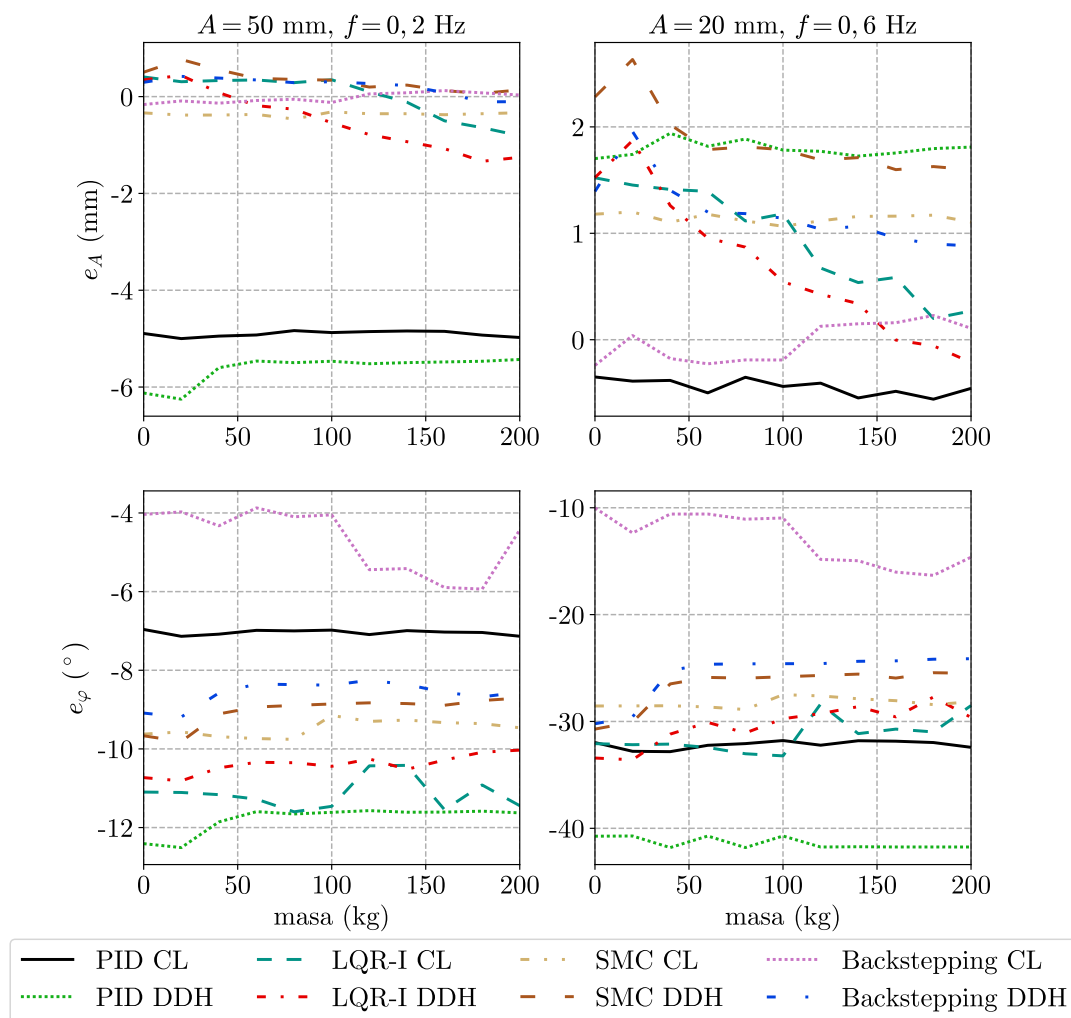 A = 50 mm, f = 0, 2 Hz
A = 20 mm, f = 0, 6 Hz
0
-2
-4
-6
e_A (mm)
0 50 100 150 200
2
1
0
0 50 100 150 200
-4
-6
-8
-10
-12
e_φ (°)
0 50 100 150 200
masa (kg)
-10
-20
-30
-40
0 50 100 150 200
masa (kg)
PID CL LQR-I CL SMC CL Backstepping CL
PID DDH LQR-I DDH SMC DDH Backstepping DDH